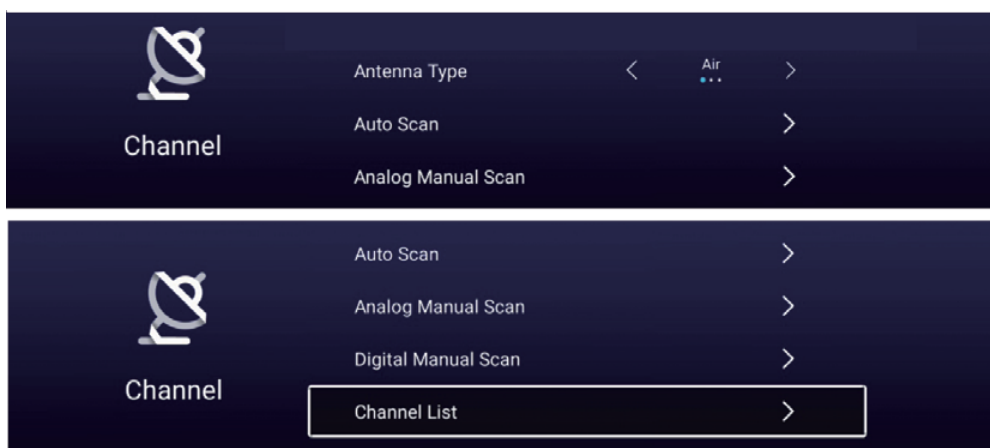 Channel
Antenna Type Air
Auto Scan
Analog Manual Scan
Channel
Auto Scan
Analog Manual Scan
Digital Manual Scan
Channel List